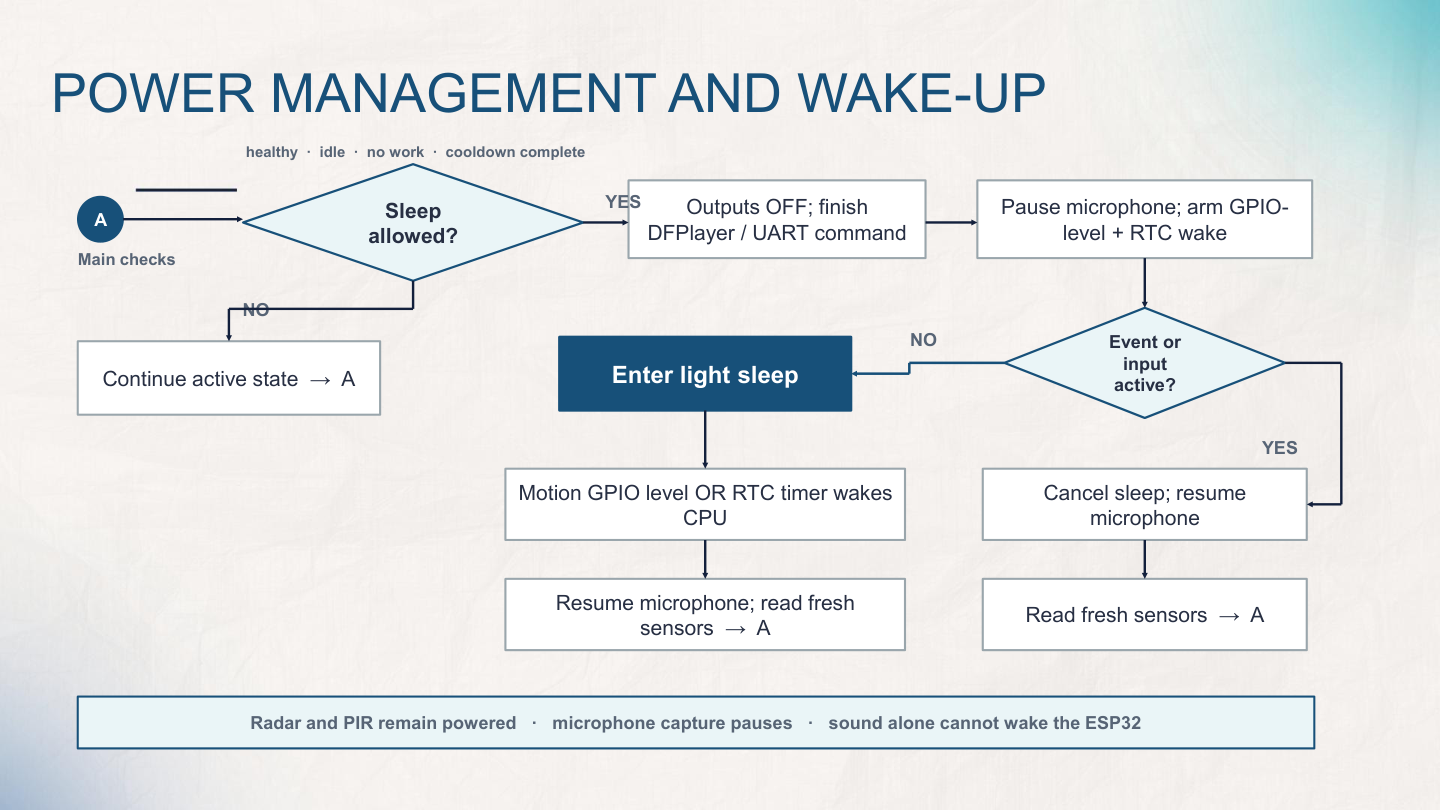 POWER MANAGEMENT AND WAKE-UP
healthy · idle · no work · cooldown complete
A
Main checks
Sleep
allowed?
YES
Outputs OFF; finish
DFPlayer / UART command
Pause microphone; arm GPIO-
level + RTC wake
NO
Continue active state → A
Enter light sleep
NO
Event or
input
active?
YES
Motion GPIO level OR RTC timer wakes
CPU
Cancel sleep; resume
microphone
Resume microphone; read fresh
sensors → A
Read fresh sensors → A
Radar and PIR remain powered · microphone capture pauses · sound alone cannot wake the ESP32